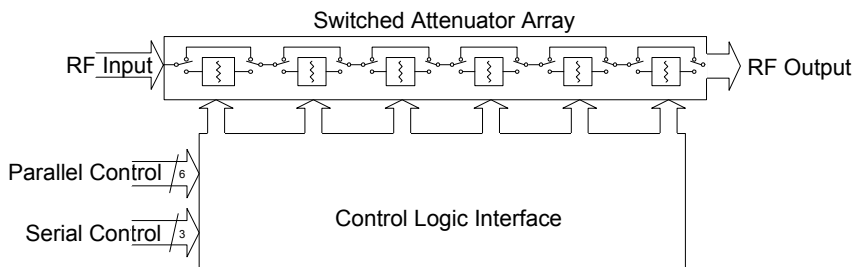 Switched Attenuator Array
RF Input
RF Output
Parallel Control
6
Control Logic Interface
Serial Control
3